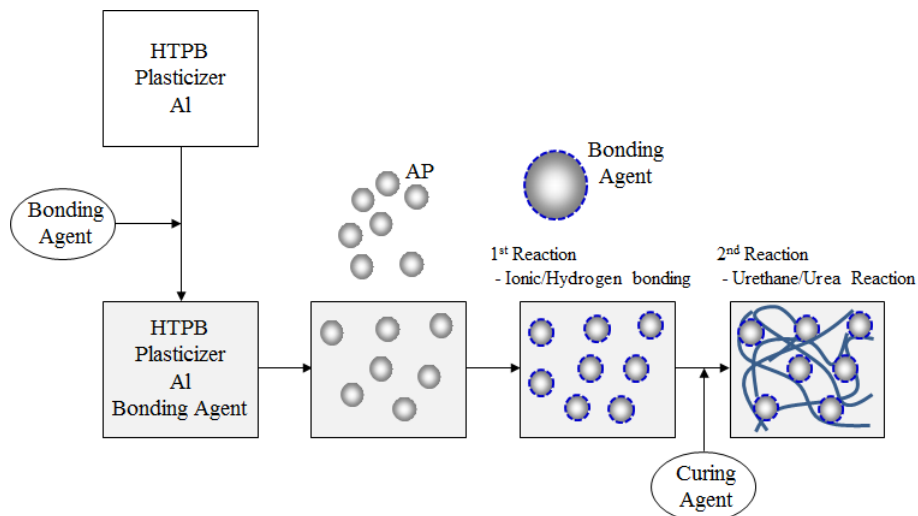 HTPB
Plasticizer
Al
Bonding
Agent
AP
Bonding
Agent
1st Reaction
- Ionic/Hydrogen bonding
2nd Reaction
- Urethane/Urea Reaction
HTPB
Plasticizer
Al
Bonding Agent
Curing
Agent